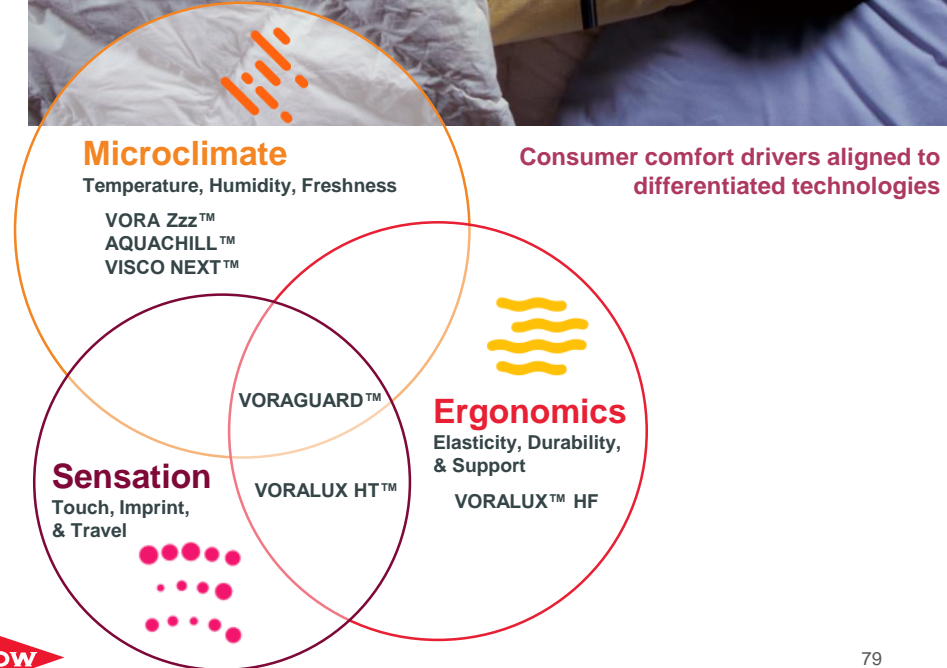 Microclimate
Temperature, Humidity, Freshness
VORA Zzz™
AQUACHILL™
VISCO NEXT™
Consumer comfort drivers aligned to
differentiated technologies
VORAGUARD™
Ergonomics
Elasticity, Durability,
& Support
VORALUX™ HF
Sensation
Touch, Imprint,
& Travel
VORALUX HT™
79